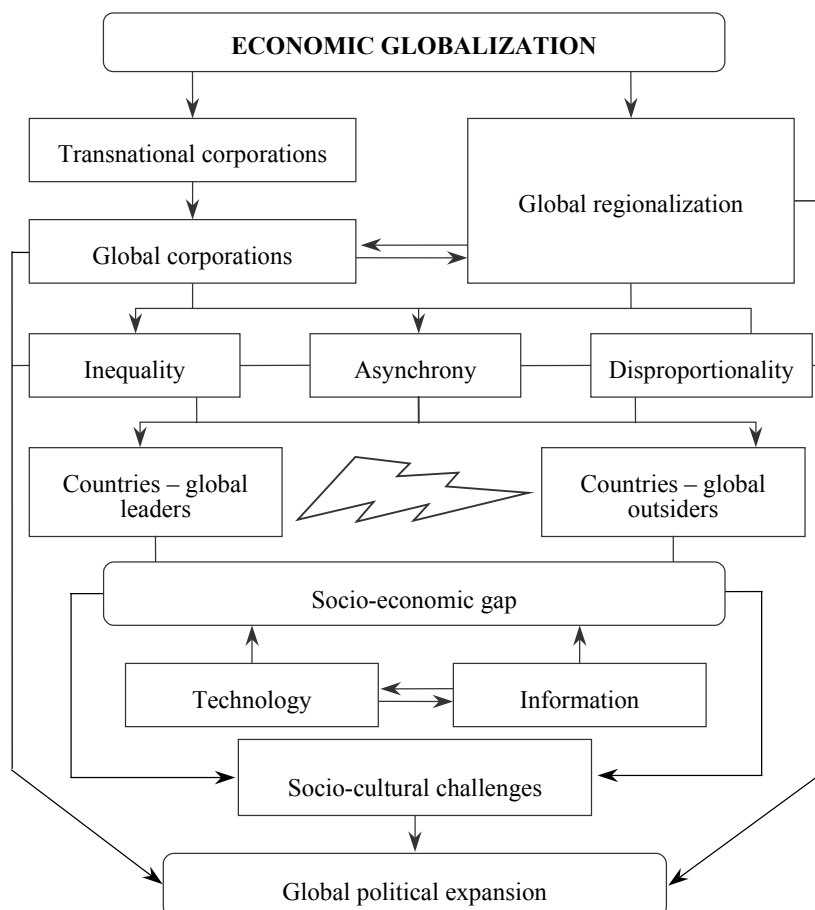 ECONOMIC GLOBALIZATION
Transnational corporations
Global regionalization
Global corporations
Inequality
Asynchrony
Disproportionality
Countries – global
leaders
Countries – global
outsiders
Socio-economic gap
Technology
Information
Socio-cultural challenges
Global political expansion